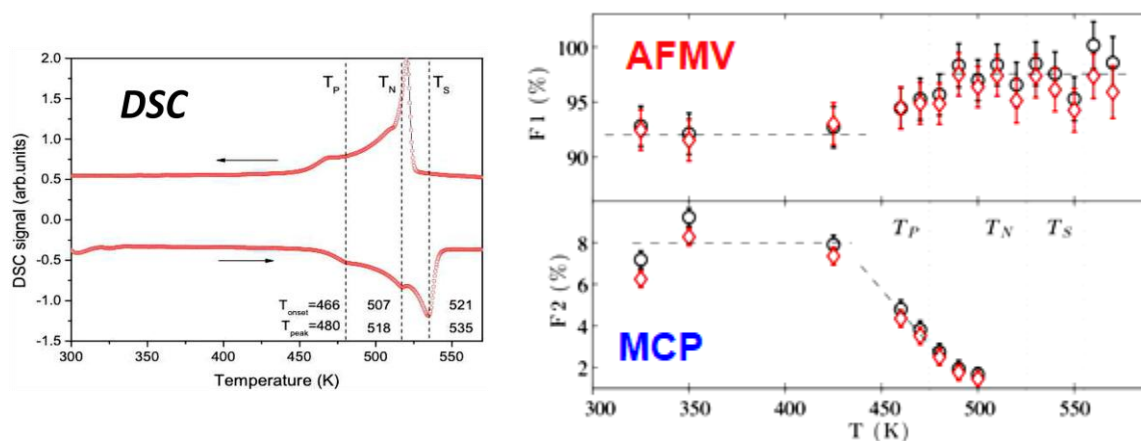 DSC
T_P T_N T_S
DSC signal (arb.units)
2.0
1.5
1.0
0.5
0.0
-0.5
-1.0
-1.5
T_onset=466 507 521
T_peak=480 518 535
300 350 400 450 500 550
Temperature (K)
AFMV
F1 (%)
100
95
90
T_P T_N T_S
F2 (%)
8
6
4
2
MCP
300 350 400 450 500 550
T (K)